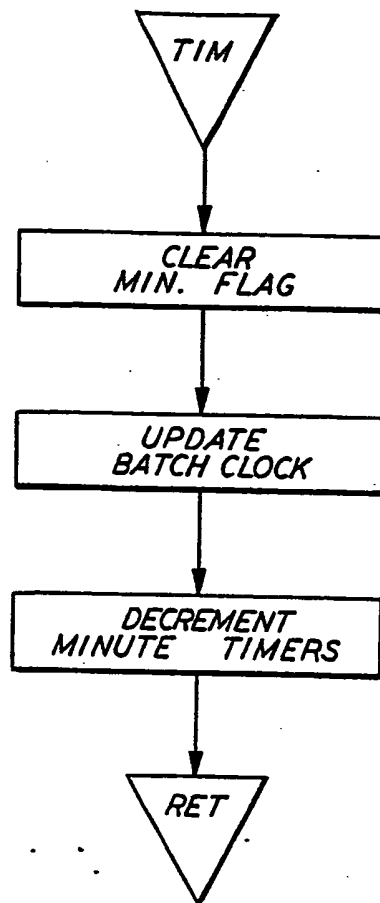 TIM
CLEAR
MIN. FLAG
UPDATE
BATCH CLOCK
DECREMENT
MINUTE TIMERS
RET